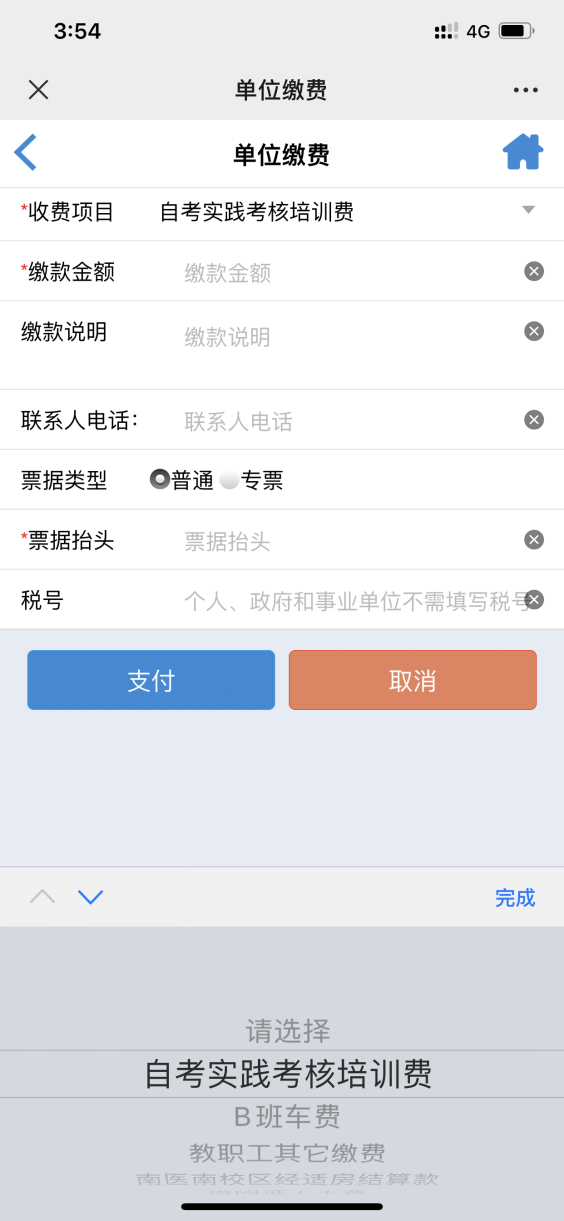 3:54
4G
单位缴费
单位缴费
*收费项目 自考实践考核培训费
*缴款金额 缴款金额
缴款说明 缴款说明
联系人电话: 联系人电话
票据类型 普通 专票
*票据抬头 票据抬头
税号 个人、政府和事业单位不需填写税号
支付 取消
完成
请选择
自考实践考核培训费
B班车费
教职工其它缴费
南医南校区经适房结算款